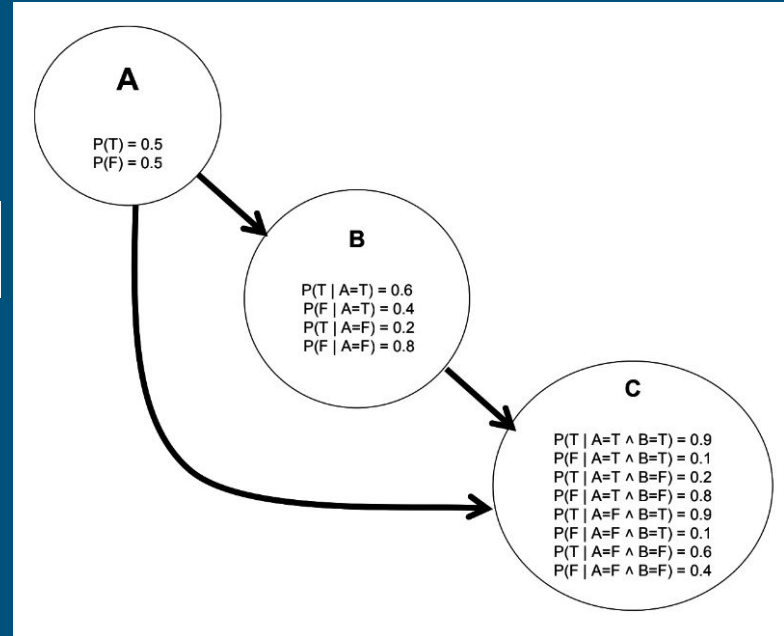 A
P(T) = 0.5
P(F) = 0.5
B
P(T | A=T) = 0.6
P(F | A=T) = 0.4
P(T | A=F) = 0.2
P(F | A=F) = 0.8
C
P(T | A=T ∧ B=T) = 0.9
P(F | A=T ∧ B=T) = 0.1
P(T | A=T ∧ B=F) = 0.2
P(F | A=T ∧ B=F) = 0.8
P(T | A=F ∧ B=T) = 0.9
P(F | A=F ∧ B=T) = 0.1
P(T | A=F ∧ B=F) = 0.6
P(F | A=F ∧ B=F) = 0.4